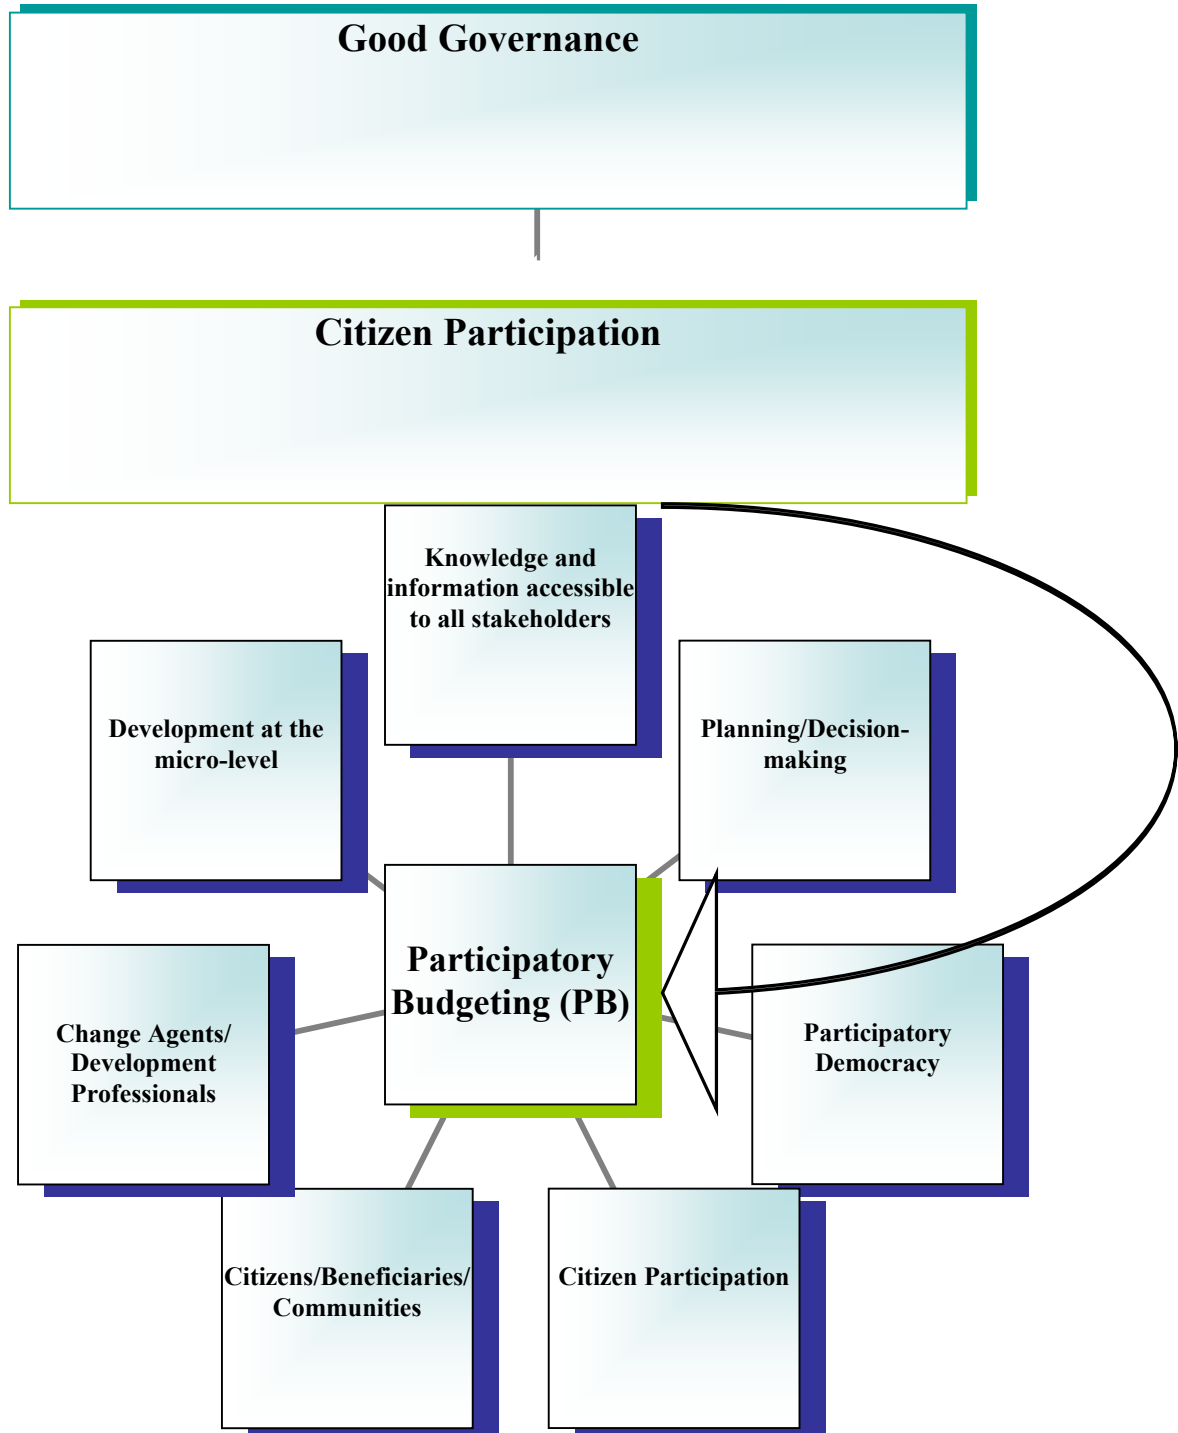 Good Governance
Citizen Participation
Knowledge and
information accessible
to all stakeholders
Development at the
micro-level
Planning/Decision-
making
Participatory
Budgeting (PB)
Change Agents/
Development
Professionals
Participatory
Democracy
Citizens/Beneficiaries/
Communities
Citizen Participation